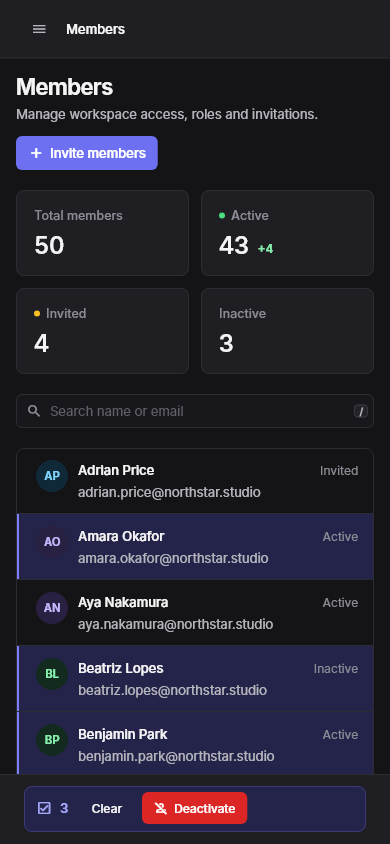 Members
Members
Manage workspace access, roles and invitations.
Invite members
Total members
50
Active
43 +4
Invited
4
Inactive
3
Search name or email /
AP Adrian Price Invited
adrian.price@northstar.studio
AO Amara Okafor Active
amara.okafor@northstar.studio
AN Aya Nakamura Active
aya.nakamura@northstar.studio
BL Beatriz Lopes Inactive
beatriz.lopes@northstar.studio
BP Benjamin Park Active
benjamin.park@northstar.studio
3 Clear Deactivate